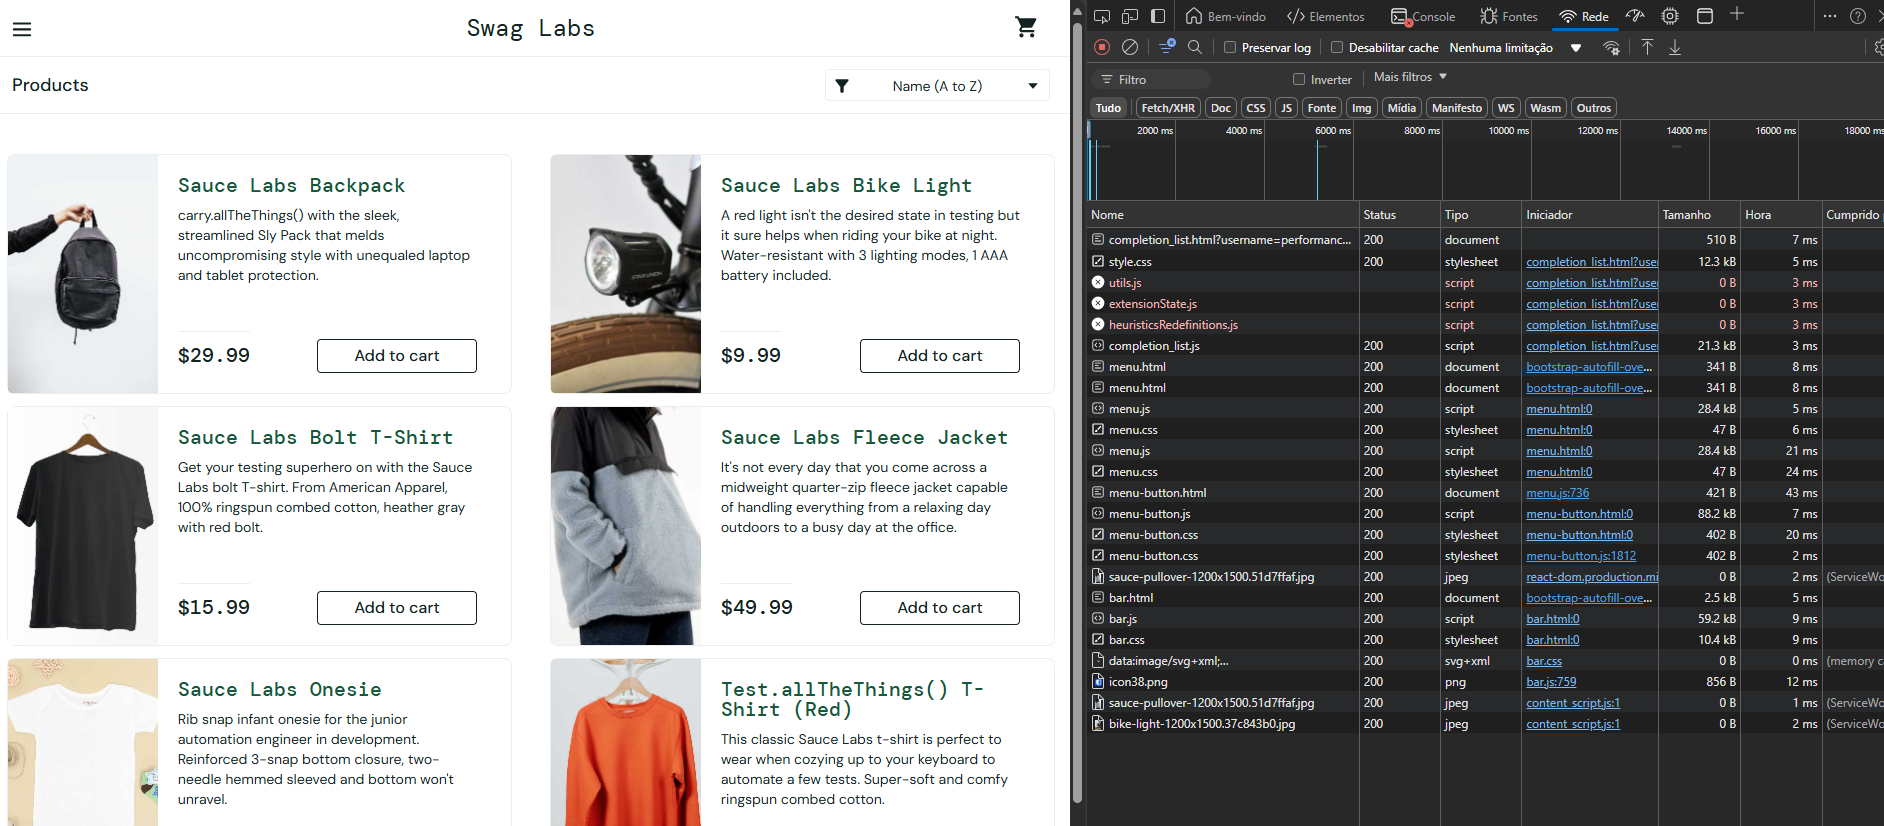 Swag Labs
Products
Name (A to Z)
Sauce Labs Backpack
carry.allTheThings() with the sleek,
streamlined Sly Pack that melds
uncompromising style with unequaled laptop
and tablet protection.
$29.99
Add to cart
Sauce Labs Bike Light
A red light isn't the desired state in testing but
it sure helps when riding your bike at night.
Water-resistant with 3 lighting modes, 1 AAA
battery included.
$9.99
Add to cart
Sauce Labs Bolt T-Shirt
Get your testing superhero on with the Sauce
Labs bolt T-shirt. From American Apparel,
100% ringspun combed cotton, heather gray
with red bolt.
$15.99
Add to cart
Sauce Labs Fleece Jacket
It's not every day that you come across a
midweight quarter-zip fleece jacket capable
of handling everything from a relaxing day
outdoors to a busy day at the office.
$49.99
Add to cart
Sauce Labs Onesie
Rib snap infant onesie for the junior
automation engineer in development.
Reinforced 3-snap bottom closure, two-
needle hemmed sleeved and bottom won't
unravel.
Test.allTheThings() T-
Shirt (Red)
This classic Sauce Labs t-shirt is perfect to
wear when cozying up to your keyboard to
automate a few tests. Super-soft and comfy
ringspun combed cotton.
Bem-vindo Elementos Console Fontes Rede
Preservar log Desabilitar cache Nenhuma limitação
Filtro Inverter Mais filtros
Tudo Fetch/XHR Doc CSS JS Fonte Img Mídia Manifesto WS Wasm Outros
2000 ms 4000 ms 6000 ms 8000 ms 10000 ms 12000 ms 14000 ms 16000 ms 18000
Nome Status Tipo Iniciador Tamanho Hora Cumprido
completion_list.html?username=performanc... 200 document 510 B 7 ms
style.css 200 stylesheet completion_list.html?use 12.3 kB 5 ms
utils.js script completion_list.html?use 0 B 3 ms
extensionState.js script completion_list.html?use 0 B 3 ms
heuristicsRedefinitions.js script completion_list.html?use 0 B 3 ms
completion_list.js 200 script completion_list.html?use 21.3 kB 3 ms
menu.html 200 document bootstrap-autofill-ove... 341 B 8 ms
menu.html 200 document bootstrap-autofill-ove... 341 B 8 ms
menu.js 200 script menu.html:0 28.4 kB 5 ms
menu.css 200 stylesheet menu.html:0 47 B 6 ms
menu.js 200 script menu.html:0 28.4 kB 21 ms
menu.css 200 stylesheet menu.html:0 47 B 24 ms
menu-button.html 200 document menu.js:736 421 B 43 ms
menu-button.js 200 script menu-button.html:0 88.2 kB 7 ms
menu-button.css 200 stylesheet menu-button.html:0 402 B 20 ms
menu-button.css 200 stylesheet menu-button.js:1812 402 B 2 ms
sauce-pullover-1200x1500.51d7ffaf.jpg 200 jpeg react-dom.production.mi 0 B 2 ms (ServiceWo
bar.html 200 document bootstrap-autofill-ove... 2.5 kB 5 ms
bar.js 200 script bar.html:0 59.2 kB 9 ms
bar.css 200 stylesheet bar.html:0 10.4 kB 9 ms
data:image/svg+xml;... 200 svg+xml bar.css 0 B 0 ms (memory ca
icon38.png 200 png bar.js:759 856 B 12 ms
sauce-pullover-1200x1500.51d7ffaf.jpg 200 jpeg content_script.js:1 0 B 1 ms (ServiceWo
bike-light-1200x1500.37c843b0.jpg 200 jpeg content_script.js:1 0 B 2 ms (ServiceWo